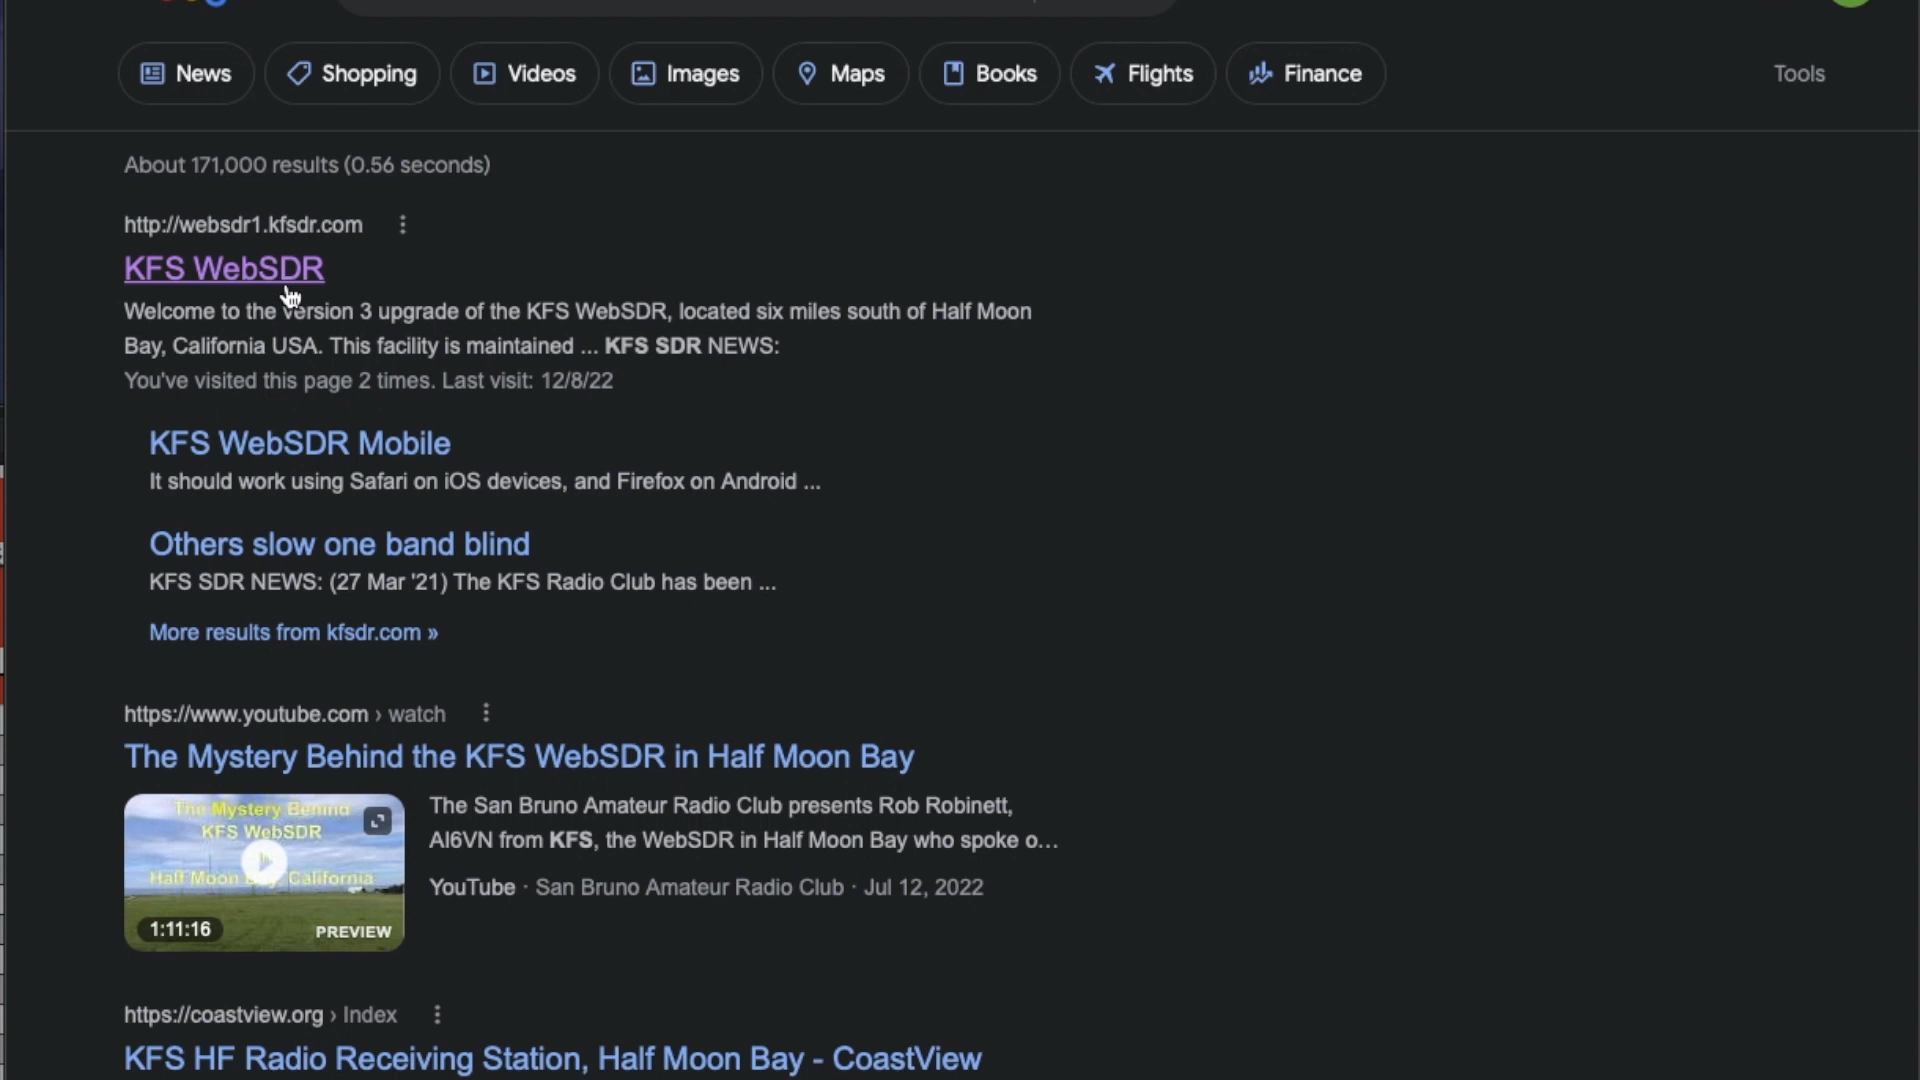 News Shopping Videos Images Maps Books Flights Finance Tools
About 171,000 results (0.56 seconds)
http://websdr1.kfsdr.com
KFS WebSDR
Welcome to the version 3 upgrade of the KFS WebSDR, located six miles south of Half Moon
Bay, California USA. This facility is maintained ... KFS SDR NEWS:
You've visited this page 2 times. Last visit: 12/8/22
KFS WebSDR Mobile
It should work using Safari on iOS devices, and Firefox on Android ...
Others slow one band blind
KFS SDR NEWS: (27 Mar '21) The KFS Radio Club has been ...
More results from kfsdr.com »
https://www.youtube.com › watch
The Mystery Behind the KFS WebSDR in Half Moon Bay
The Mystery Behind
KFS WebSDR
Half Moon Bay, California
1:11:16
PREVIEW
The San Bruno Amateur Radio Club presents Rob Robinett,
AI6VN from KFS, the WebSDR in Half Moon Bay who spoke o...
YouTube · San Bruno Amateur Radio Club · Jul 12, 2022
https://coastview.org › Index
KFS HF Radio Receiving Station, Half Moon Bay - CoastView